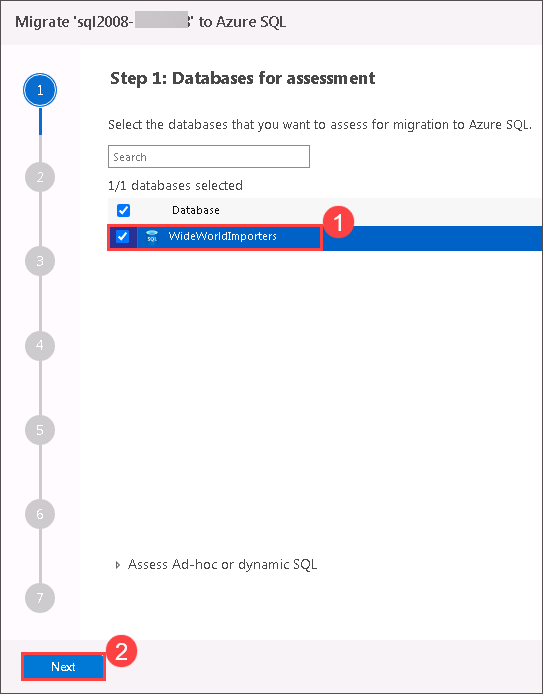 Migrate 'sql2008- 3' to Azure SQL
1
Step 1: Databases for assessment
Select the databases that you want to assess for migration to Azure SQL.
Search
2
1/1 databases selected
Database
1
SQL
WideWorldImporters
3
4
5
6
Assess Ad-hoc or dynamic SQL
7
2
Next